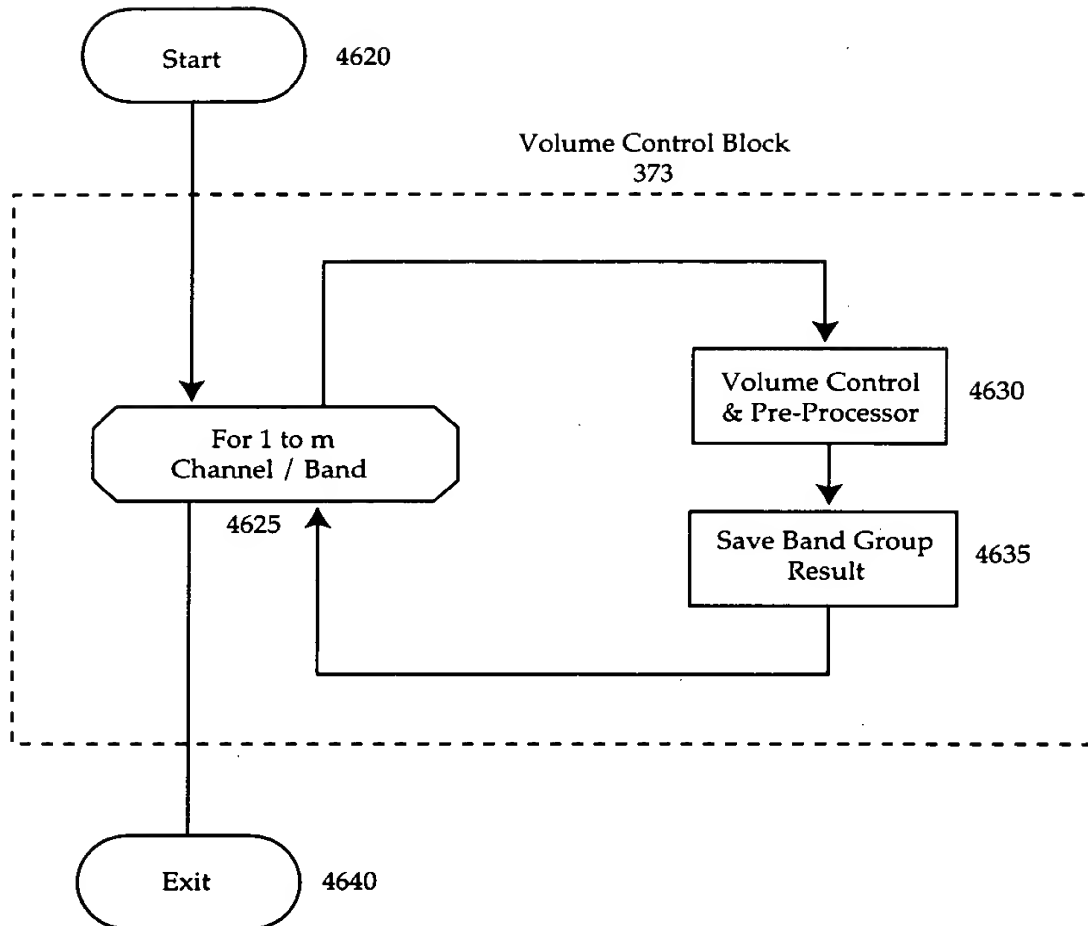 Start
4620
Volume Control Block
373
Volume Control
& Pre-Processor
4630
For 1 to m
Channel / Band
4625
Save Band Group
Result
4635
Exit
4640